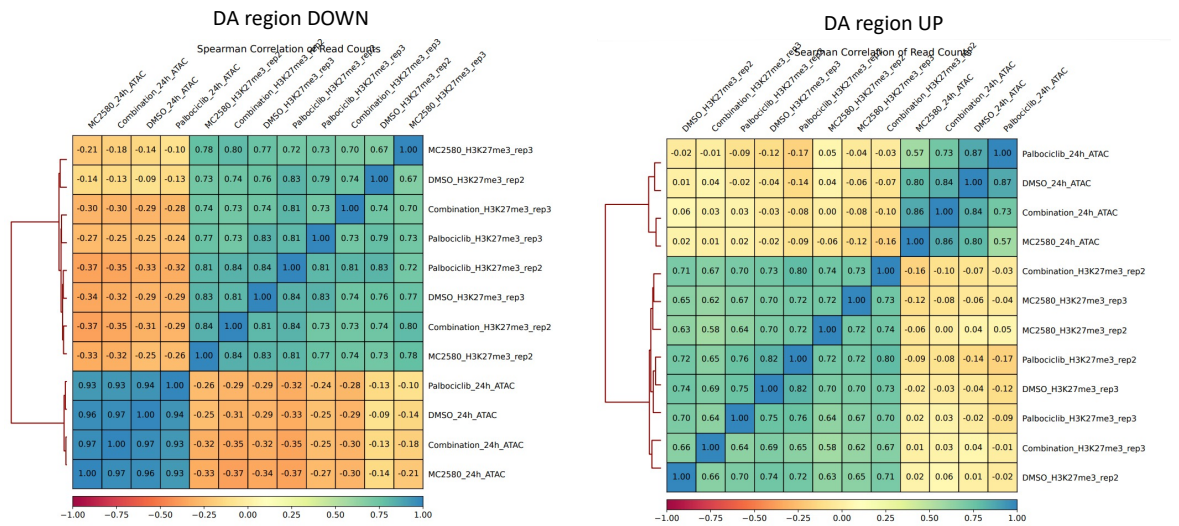 DA region DOWN
Spearman Correlation of Read Counts
MC2580_24h_ATAC
Combination_24h_ATAC
DMSO_24h_ATAC
Palbociclib_24h_ATAC
MC2580_H3K27me3_rep2
Combination_H3K27me3_rep2
DMSO_H3K27me3_rep3
Palbociclib_H3K27me3_rep2
Palbociclib_H3K27me3_rep3
Combination_H3K27me3_rep3
DMSO_H3K27me3_rep2
MC2580_H3K27me3_rep3
-0.21 -0.18 -0.14 -0.10 0.78 0.80 0.77 0.72 0.73 0.70 0.67 1.00 MC2580_H3K27me3_rep3
-0.14 -0.13 -0.09 -0.13 0.73 0.74 0.76 0.83 0.79 0.74 1.00 0.67 DMSO_H3K27me3_rep2
-0.30 -0.30 -0.29 -0.28 0.74 0.73 0.74 0.81 0.73 1.00 0.74 0.70 Combination_H3K27me3_rep3
-0.27 -0.25 -0.25 -0.24 0.77 0.73 0.83 0.81 1.00 0.73 0.79 0.73 Palbociclib_H3K27me3_rep3
-0.37 -0.35 -0.33 -0.32 0.81 0.84 0.84 1.00 0.81 0.81 0.83 0.72 Palbociclib_H3K27me3_rep2
-0.34 -0.31 -0.29 -0.29 0.83 0.81 1.00 0.84 0.83 0.74 0.76 0.77 DMSO_H3K27me3_rep3
-0.37 -0.35 -0.31 -0.29 0.84 1.00 0.81 0.84 0.73 0.73 0.74 0.80 Combination_H3K27me3_rep2
-0.33 -0.32 -0.25 -0.26 1.00 0.84 0.83 0.81 0.77 0.74 0.73 0.78 MC2580_H3K27me3_rep2
0.93 0.93 0.94 1.00 -0.26 -0.29 -0.29 -0.32 -0.24 -0.28 -0.13 -0.10 Palbociclib_24h_ATAC
0.96 0.97 1.00 0.94 -0.25 -0.31 -0.29 -0.33 -0.25 -0.29 -0.09 -0.14 DMSO_24h_ATAC
0.97 1.00 0.97 0.93 -0.32 -0.35 -0.32 -0.35 -0.25 -0.30 -0.13 -0.18 Combination_24h_ATAC
1.00 0.97 0.96 0.93 -0.33 -0.37 -0.34 -0.37 -0.27 -0.30 -0.14 -0.21 MC2580_24h_ATAC
−1.00 −0.75 −0.50 −0.25 0.00 0.25 0.50 0.75 1.00
DA region UP
Spearman Correlation of Read Counts
DMSO_H3K27me3_rep2
Combination_H3K27me3_rep3
Palbociclib_H3K27me3_rep3
DMSO_H3K27me3_rep3
Palbociclib_H3K27me3_rep2
MC2580_H3K27me3_rep2
MC2580_H3K27me3_rep3
Combination_H3K27me3_rep2
MC2580_24h_ATAC
Combination_24h_ATAC
DMSO_24h_ATAC
Palbociclib_24h_ATAC
-0.02 -0.01 -0.09 -0.12 -0.17 0.05 -0.04 -0.03 0.57 0.73 0.87 1.00 Palbociclib_24h_ATAC
0.01 0.04 -0.02 -0.04 -0.14 0.04 -0.06 -0.07 0.80 0.84 1.00 0.87 DMSO_24h_ATAC
0.06 0.03 0.03 -0.03 -0.08 0.00 -0.08 -0.10 0.86 1.00 0.84 0.73 Combination_24h_ATAC
0.02 0.01 0.02 -0.02 -0.09 -0.06 -0.12 -0.16 1.00 0.86 0.80 0.57 MC2580_24h_ATAC
0.71 0.67 0.70 0.73 0.80 0.74 0.73 1.00 -0.16 -0.10 -0.07 -0.03 Combination_H3K27me3_rep2
0.65 0.62 0.67 0.70 0.72 0.72 1.00 0.73 -0.12 -0.08 -0.06 -0.04 MC2580_H3K27me3_rep3
0.63 0.58 0.64 0.70 0.72 1.00 0.72 0.74 -0.06 0.00 0.04 0.05 MC2580_H3K27me3_rep2
0.72 0.65 0.76 0.82 1.00 0.72 0.72 0.80 -0.09 -0.08 -0.14 -0.17 Palbociclib_H3K27me3_rep2
0.74 0.69 0.75 1.00 0.82 0.70 0.70 0.73 -0.02 -0.03 -0.04 -0.12 DMSO_H3K27me3_rep3
0.70 0.64 1.00 0.75 0.76 0.64 0.67 0.70 0.02 0.03 -0.02 -0.09 Palbociclib_H3K27me3_rep3
0.66 1.00 0.64 0.69 0.65 0.58 0.62 0.67 0.01 0.03 0.04 -0.01 Combination_H3K27me3_rep3
1.00 0.66 0.70 0.74 0.72 0.63 0.65 0.71 0.02 0.06 0.01 -0.02 DMSO_H3K27me3_rep2
−1.00 −0.75 −0.50 −0.25 0.00 0.25 0.50 0.75 1.00